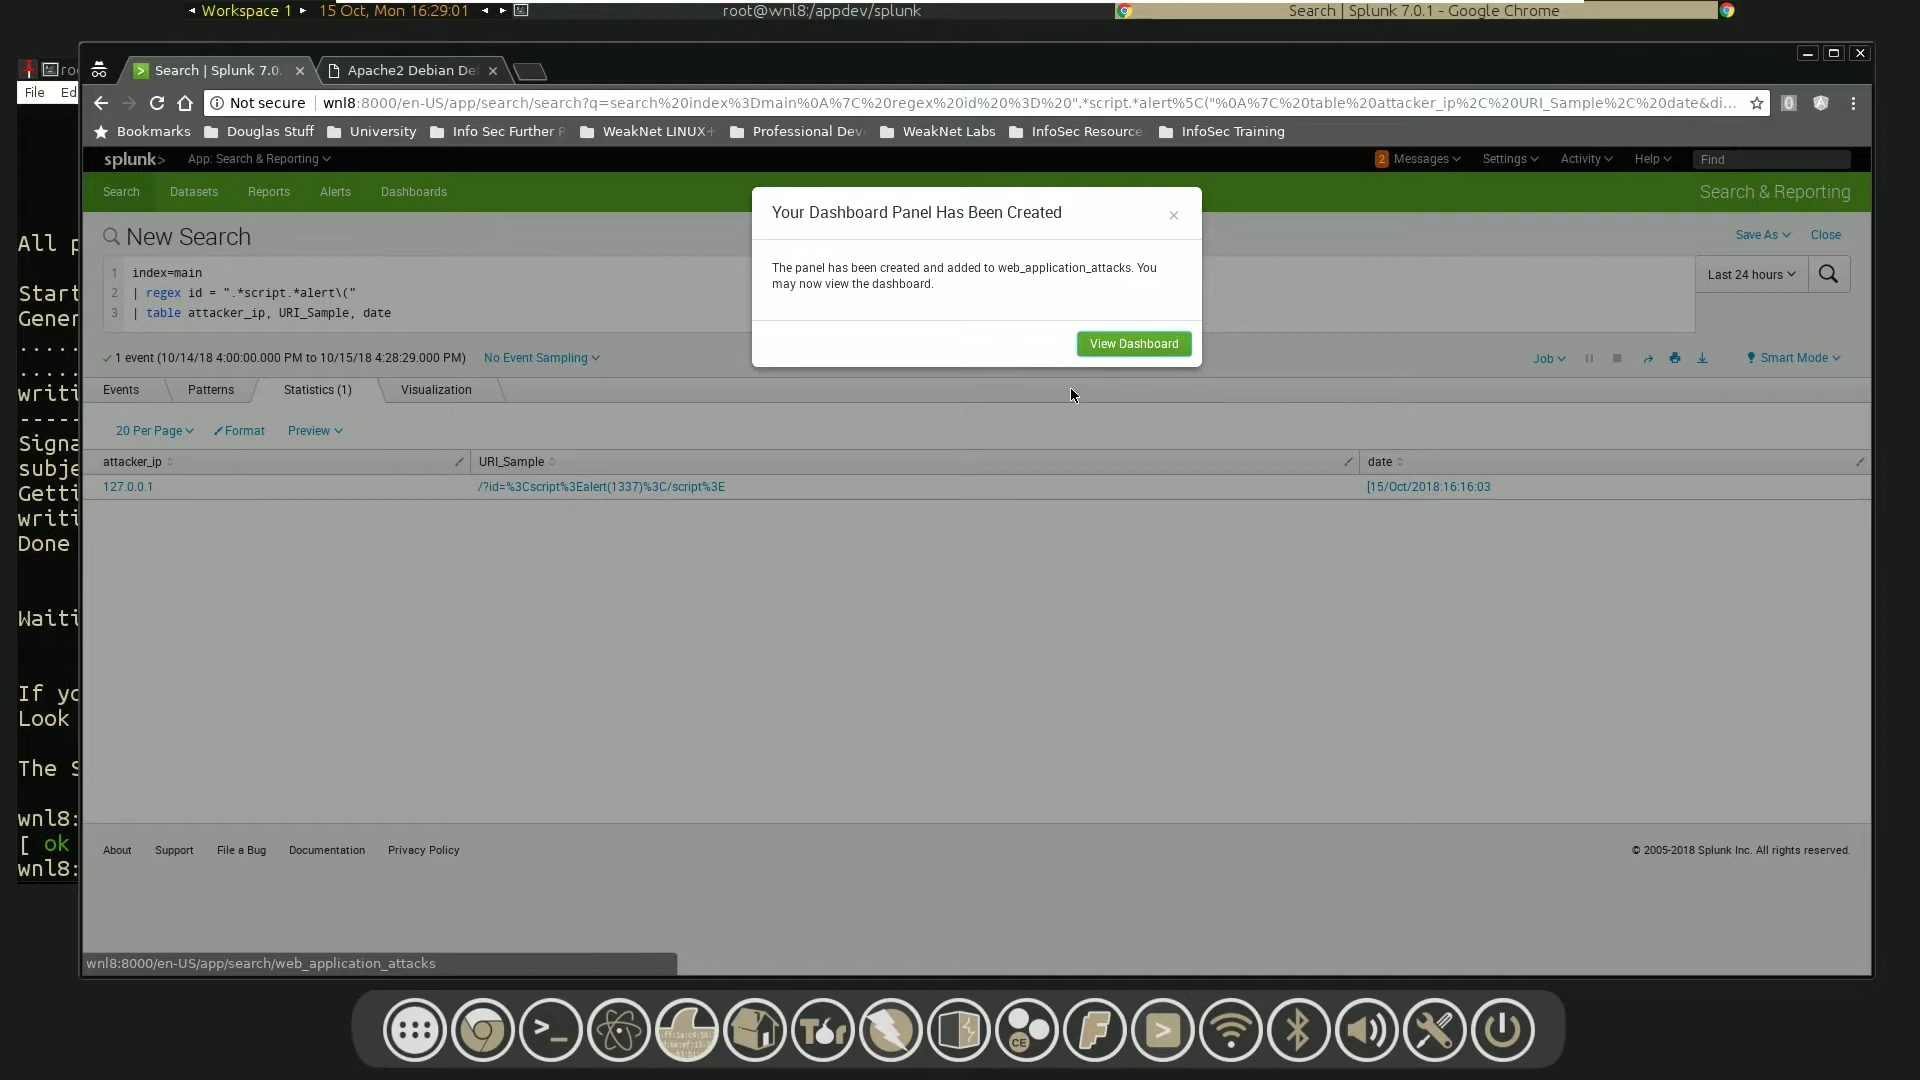 Workspace 1
15 Oct, Mon 16:29:01
root@wnl8:/appdev/splunk
Search | Splunk 7.0.1 - Google Chrome
Search | Splunk 7.0.
Apache2 Debian De
File
Not secure
wnl8:8000/en-US/app/search/search?q=search%20index%3Dmain%0A%7C%20regex%20id%20%3D%20".*script.*alert%5C("%0A%7C%20table%20attacker_ip%2C%20URI_Sample%2C%20date&di...
Bookmarks
Douglas Stuff
University
Info Sec Further
WeakNet LINUX+
Professional Dev
WeakNet Labs
InfoSec Resource
InfoSec Training
splunk>
App: Search & Reporting
2 Messages
Settings
Activity
Help
Find
Search
Datasets
Reports
Alerts
Dashboards
Search & Reporting
Your Dashboard Panel Has Been Created
The panel has been created and added to web_application_attacks. You
may now view the dashboard.
View Dashboard
New Search
Save As
Close
1 index=main
2 | regex id = ".*script.*alert\("
3 | table attacker_ip, URI_Sample, date
Last 24 hours
1 event (10/14/18 4:00:00.000 PM to 10/15/18 4:28:29.000 PM)
No Event Sampling
Job
Smart Mode
Events
Patterns
Statistics (1)
Visualization
20 Per Page
Format
Preview
attacker_ip
URI_Sample
date
127.0.0.1
/?id=%3Cscript%3Ealert(1337)%3C/script%3E
[15/Oct/2018:16:16:03
About
Support
File a Bug
Documentation
Privacy Policy
© 2005-2018 Splunk Inc. All rights reserved.
wnl8:8000/en-US/app/search/web_application_attacks
All
.....
.....
-----
Done
If
Look
The
wnl8:
[ ok
wnl8:
Tor
CE